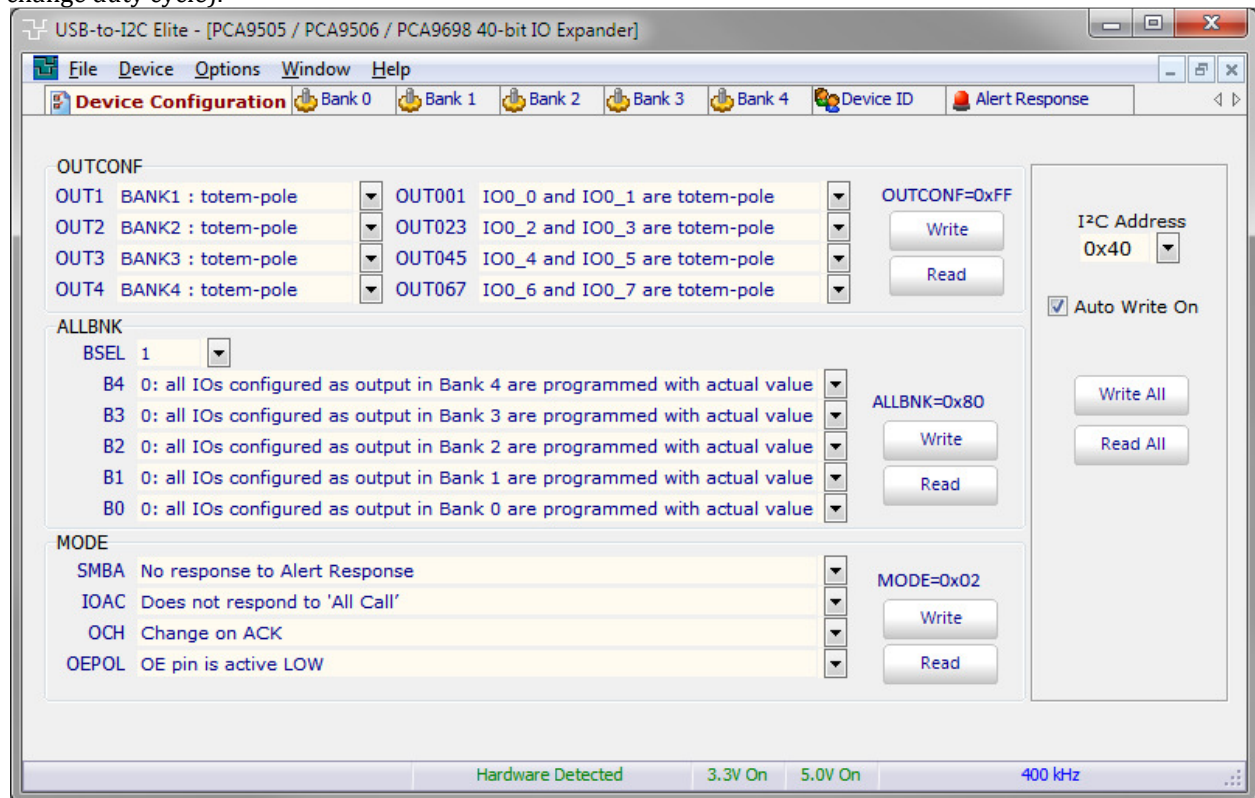 change duty cycle).
USB-to-I2C Elite - [PCA9505 / PCA9506 / PCA9698 40-bit IO Expander]
File Device Options Window Help
Device Configuration Bank 0 Bank 1 Bank 2 Bank 3 Bank 4 Device ID Alert Response
OUTCONF
OUT1 BANK1 : totem-pole OUT001 IO0_0 and IO0_1 are totem-pole OUTCONF=0xFF
OUT2 BANK2 : totem-pole OUT023 IO0_2 and IO0_3 are totem-pole Write
OUT3 BANK3 : totem-pole OUT045 IO0_4 and IO0_5 are totem-pole Read
OUT4 BANK4 : totem-pole OUT067 IO0_6 and IO0_7 are totem-pole
I²C Address
0x40
Auto Write On
Write All
Read All
ALLBNK
BSEL 1
B4 0: all IOs configured as output in Bank 4 are programmed with actual value
B3 0: all IOs configured as output in Bank 3 are programmed with actual value
B2 0: all IOs configured as output in Bank 2 are programmed with actual value
B1 0: all IOs configured as output in Bank 1 are programmed with actual value
B0 0: all IOs configured as output in Bank 0 are programmed with actual value
ALLBNK=0x80
Write
Read
MODE
SMBA No response to Alert Response
IOAC Does not respond to 'All Call’
OCH Change on ACK
OEPOL OE pin is active LOW
MODE=0x02
Write
Read
Hardware Detected 3.3V On 5.0V On 400 kHz